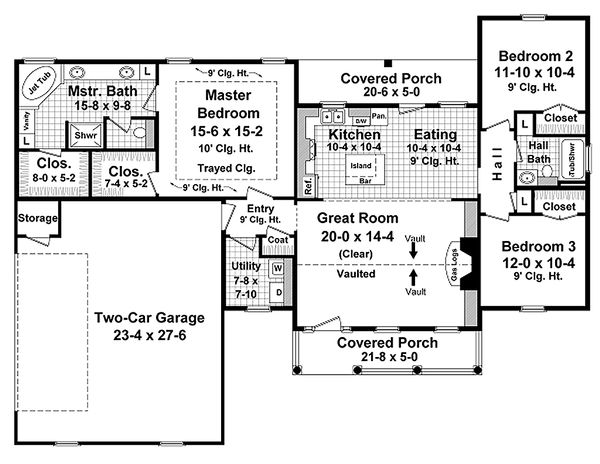 Jet Tub
L
Mstr. Bath
15-8 x 9-8
Vanity
L
Shwr
Clos.
8-0 x 5-2
Clos.
7-4 x 5-2
9' Clg. Ht.
Master
Bedroom
15-6 x 15-2
10' Clg. Ht.
Trayed Clg.
9' Clg. Ht.
Covered Porch
20-6 x 5-0
D/W
Pan.
Kitchen
10-4 x 10-4
Island
Bar
Ref.
Eating
10-4 x 10-4
9' Clg. Ht.
Bedroom 2
11-10 x 10-4
9' Clg. Ht.
Closet
L
Hall
Hall
Bath
Tub/Shwr
L
Closet
Bedroom 3
12-0 x 10-4
9' Clg. Ht.
Storage
Entry
9' Clg. Ht.
Coat
Utility
7-8 x
7-10
W
D
Great Room
20-0 x 14-4
(Clear)
Vaulted
Vault
Vault
Gas Logs
Two-Car Garage
23-4 x 27-6
Covered Porch
21-8 x 5-0